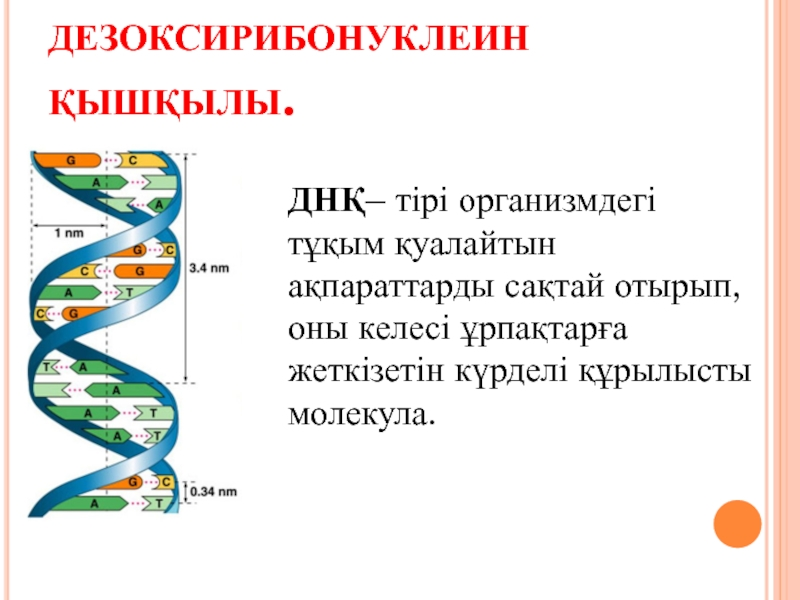 ДЕЗОКСИРИБОНУКЛЕИН
ҚЫШҚЫЛЫ.
ДНҚ– тірі организмдегі
тұқым қуалайтын
ақпараттарды сақтай отырып,
оны келесі ұрпақтарға
жеткізетін күрделі құрылысты
молекула.
G C
A
A
1 nm
G C
C G
3.4 nm
A T
C G
T A
A
A T
A T
G C
0.34 nm
A T